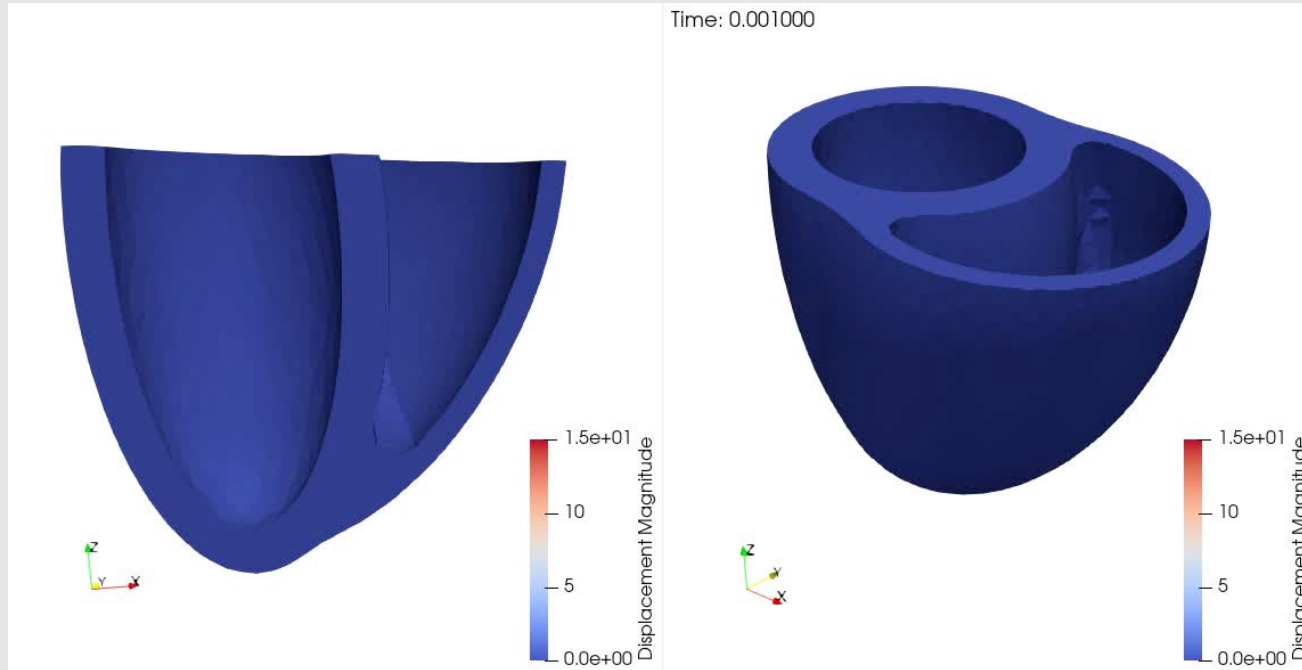 Time: 0.001000
1.5e+01
10
5
0.0e+00
Displacement Magnitude
Z
Y
X
1.5e+01
10
5
0.0e+00
Displacement Magnitude
Z
Y
X